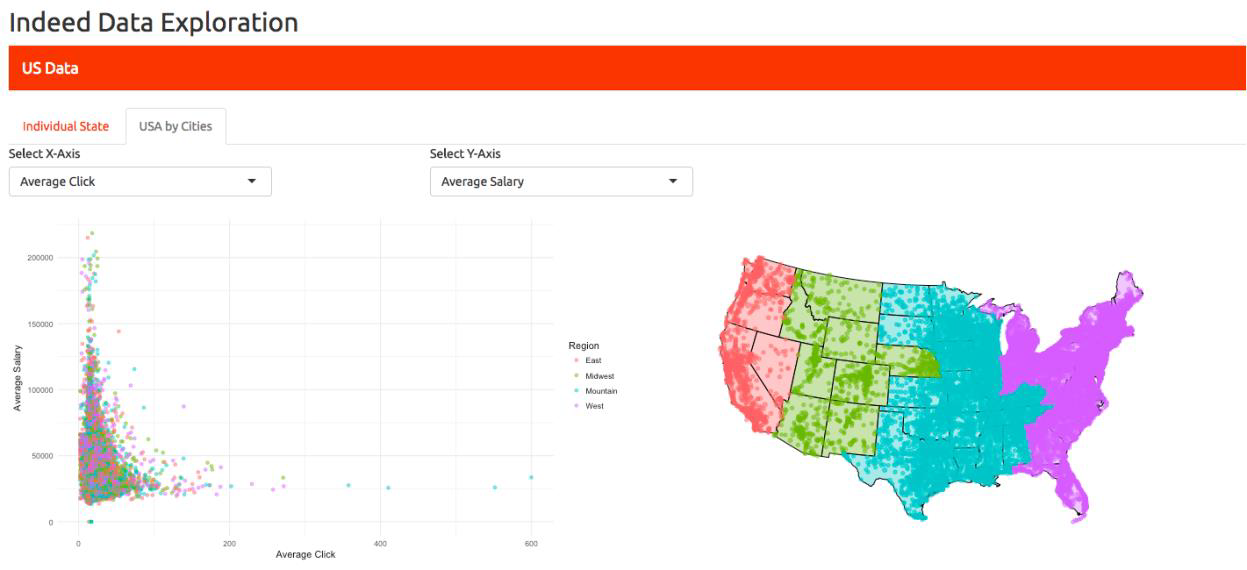 Indeed Data Exploration
US Data
Individual State
USA by Cities
Select X-Axis
Select Y-Axis
Average Click
Average Salary
200000
150000
100000
50000
0
Average Salary
0
200
400
600
Average Click
Region
East
Midwest
Mountain
West